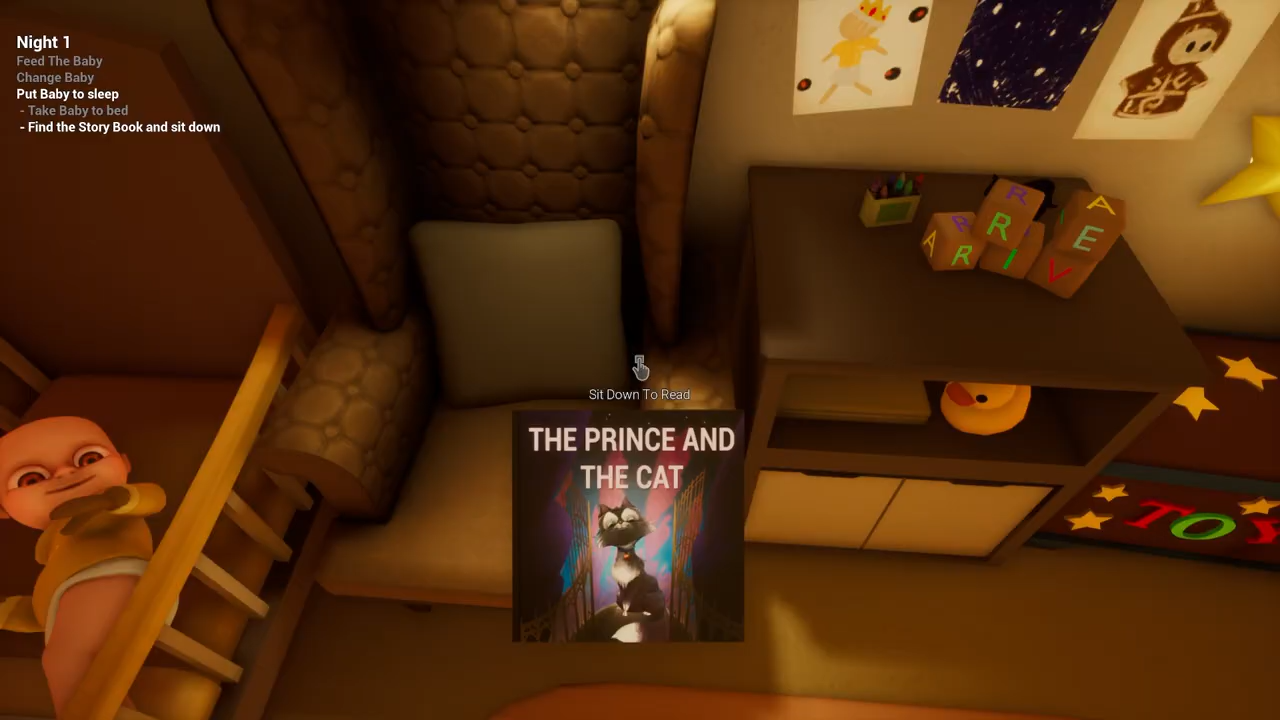 Night 1
Feed The Baby
Change Baby
Put Baby to sleep
- Take Baby to bed
- Find the Story Book and sit down
R
A
R
R
E
A
R
I
V
Sit Down To Read
THE PRINCE AND
THE CAT
TOY